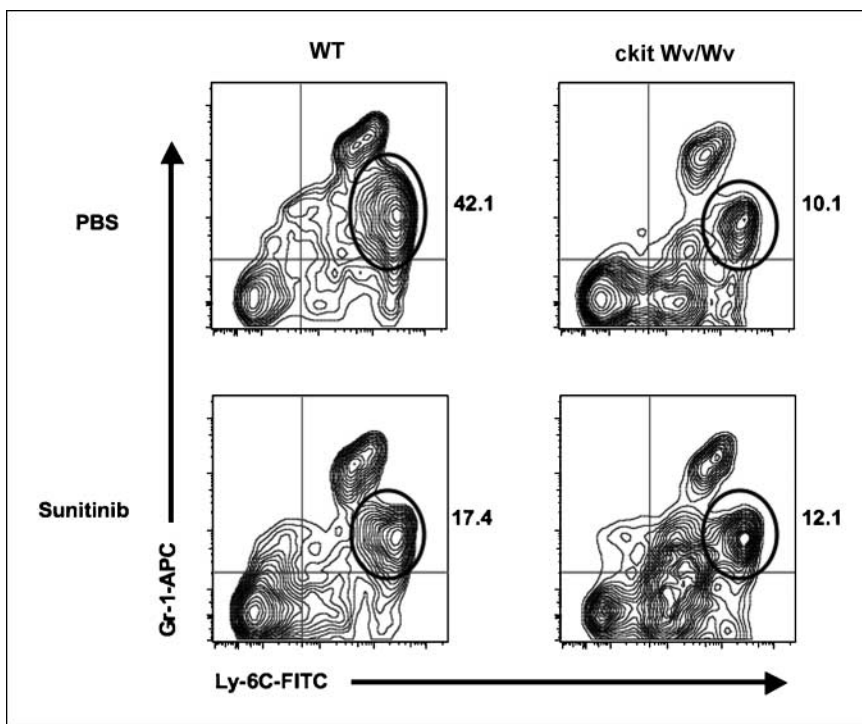 WT
ckit Wv/Wv
PBS
42.1
10.1
Sunitinib
17.4
12.1
Gr-1-APC
Ly-6C-FITC